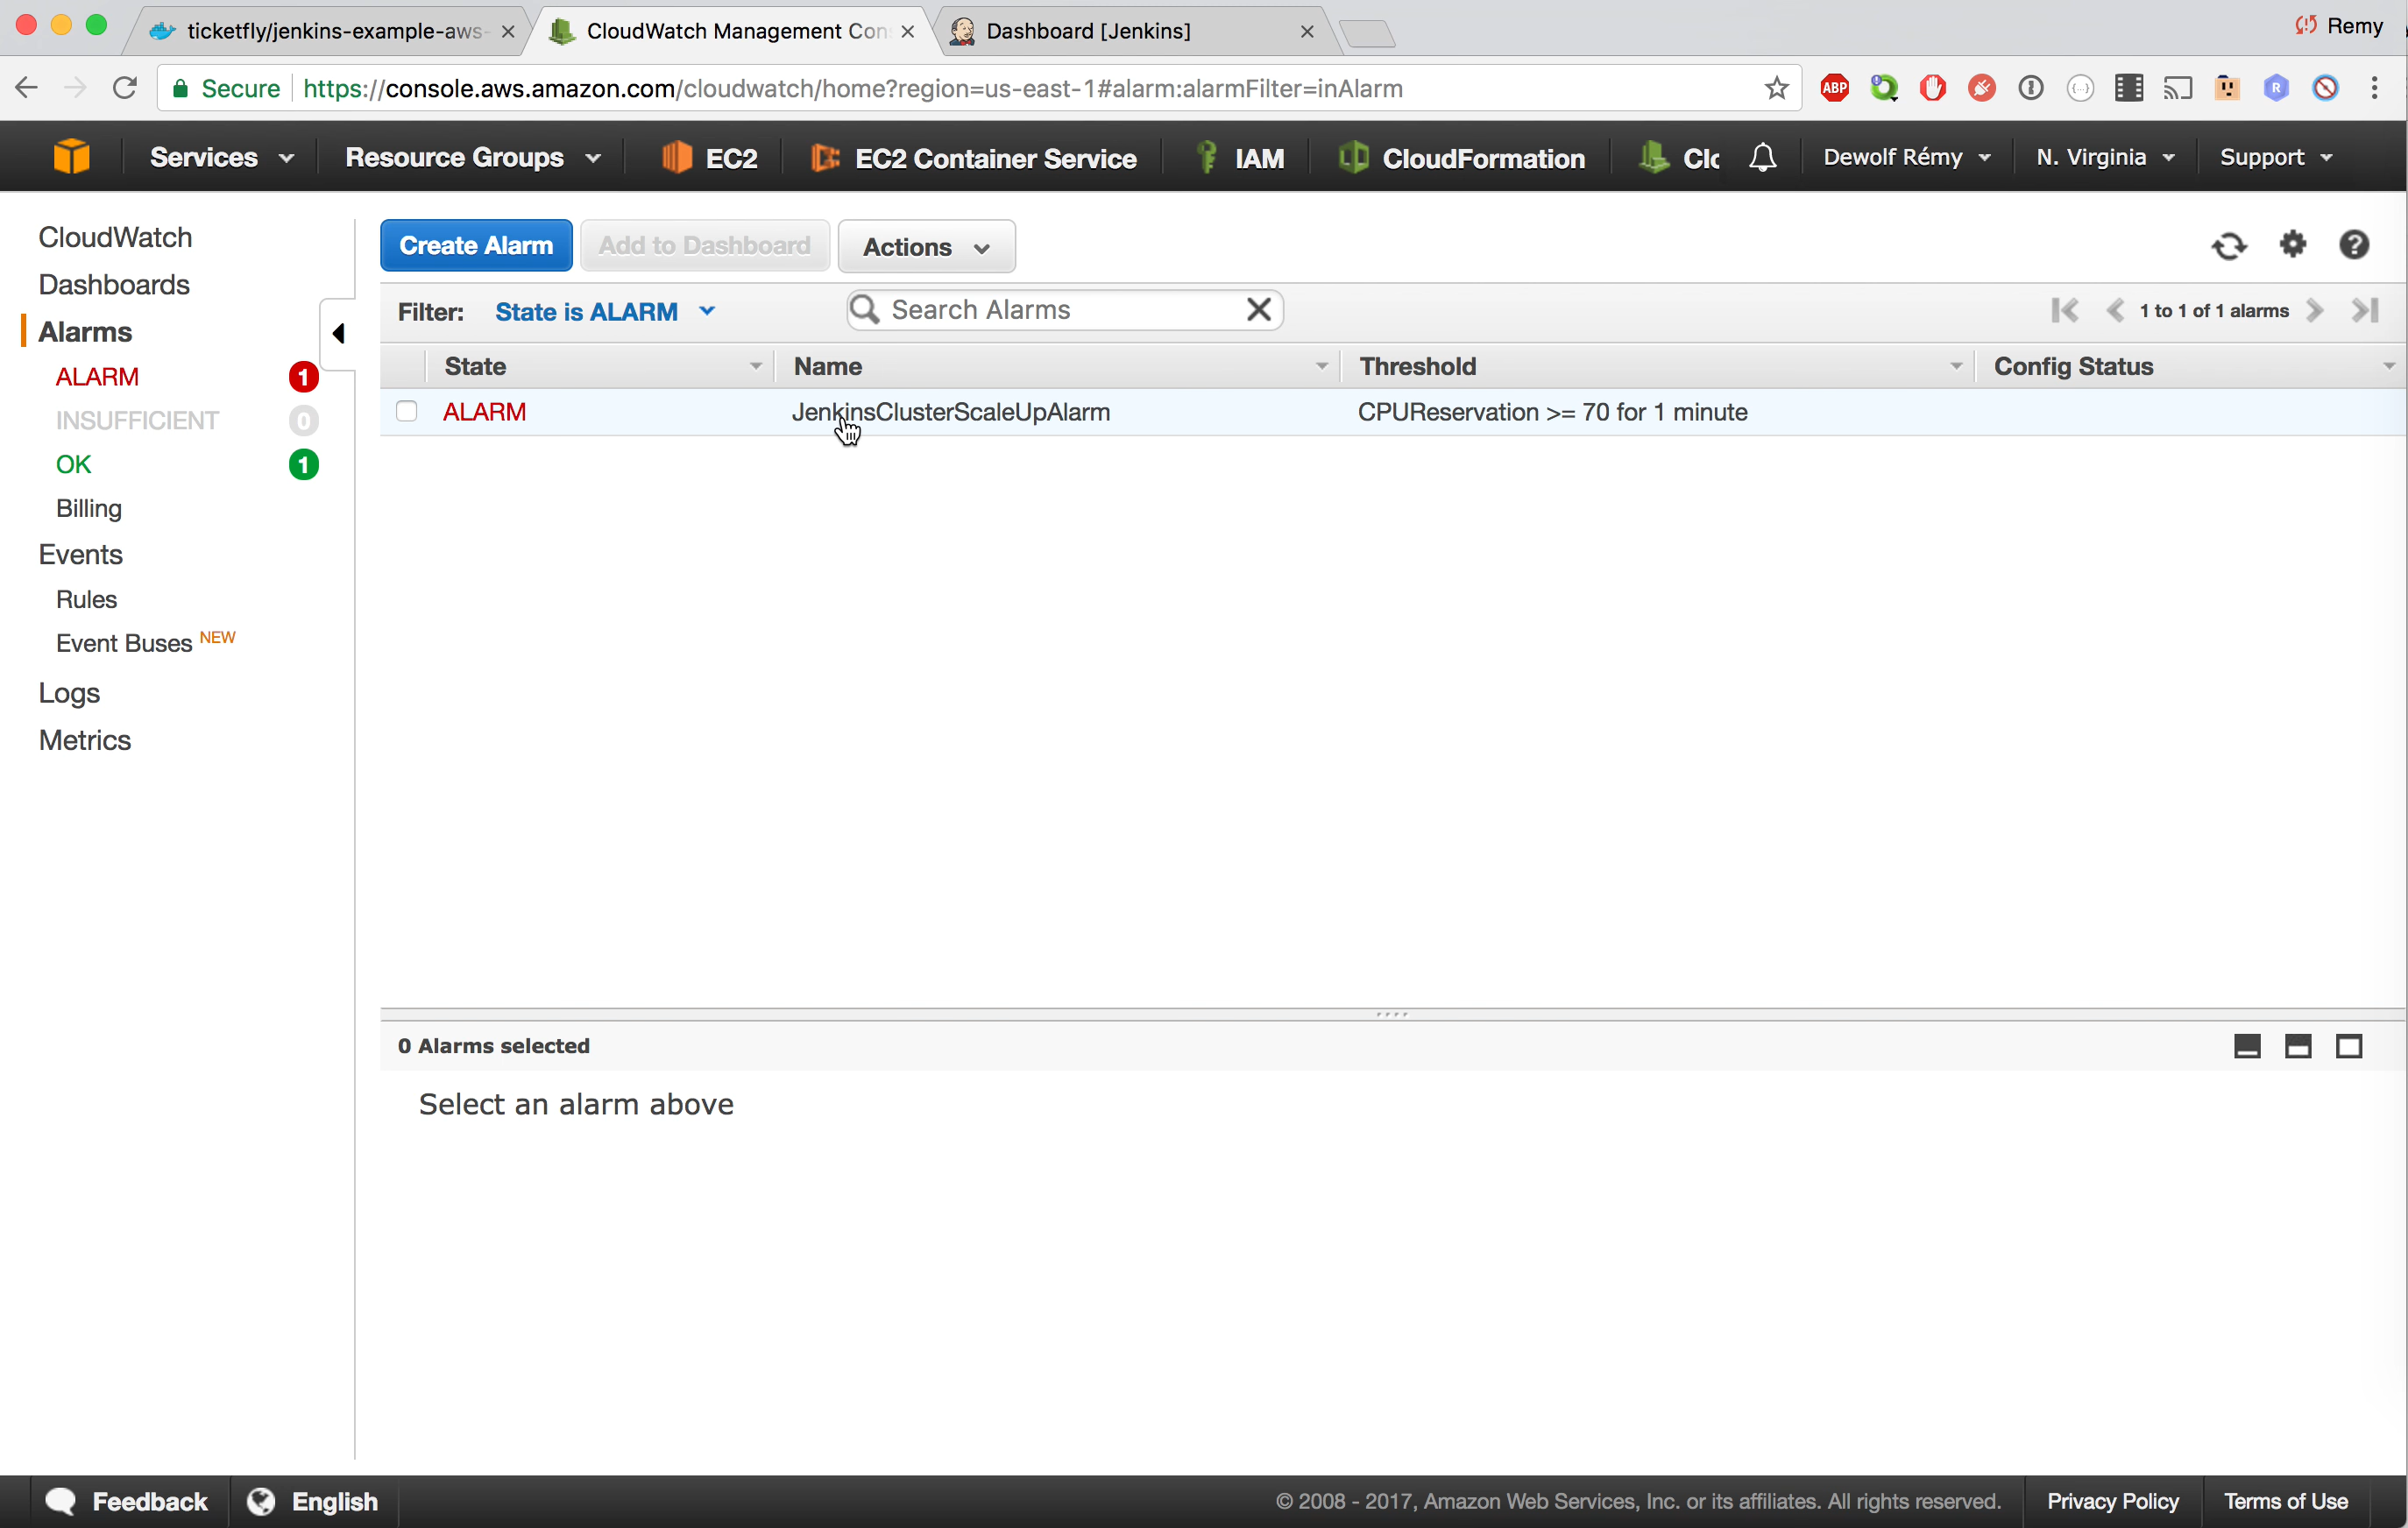 ticketfly/jenkins-example-aws-
CloudWatch Management Con
Dashboard [Jenkins]
Remy
Secure
https://console.aws.amazon.com/cloudwatch/home?region=us-east-1#alarm:alarmFilter=inAlarm
ABP
Services
Resource Groups
EC2
EC2 Container Service
IAM
CloudFormation
Clo
Dewolf Rémy
N. Virginia
Support
CloudWatch
Dashboards
Alarms
ALARM 1
INSUFFICIENT 0
OK 1
Billing
Events
Rules
Event Buses NEW
Logs
Metrics
Create Alarm
Add to Dashboard
Actions
Filter: State is ALARM
Search Alarms
1 to 1 of 1 alarms
State Name Threshold Config Status
ALARM JenkinsClusterScaleUpAlarm CPUReservation >= 70 for 1 minute
0 Alarms selected
Select an alarm above
Feedback
English
© 2008 - 2017, Amazon Web Services, Inc. or its affiliates. All rights reserved.
Privacy Policy
Terms of Use